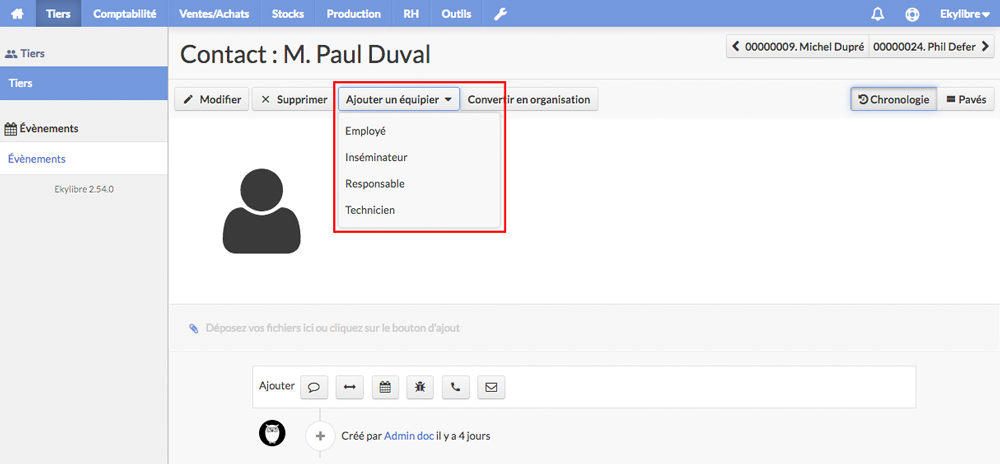 Tiers Comptabilité Ventes/Achats Stocks Production RH Outils Ekylibre
Tiers
Tiers
Évènements
Évènements
Ekylibre 2.54.0
Contact : M. Paul Duval
00000009. Michel Dupré 00000024. Phil Defer
Modifier Supprimer Ajouter un équipier Convertir en organisation Chronologie Pavés
Employé
Inséminateur
Responsable
Technicien
Déposez vos fichiers ici ou cliquez sur le bouton d'ajout
Ajouter
Créé par Admin doc il y a 4 jours